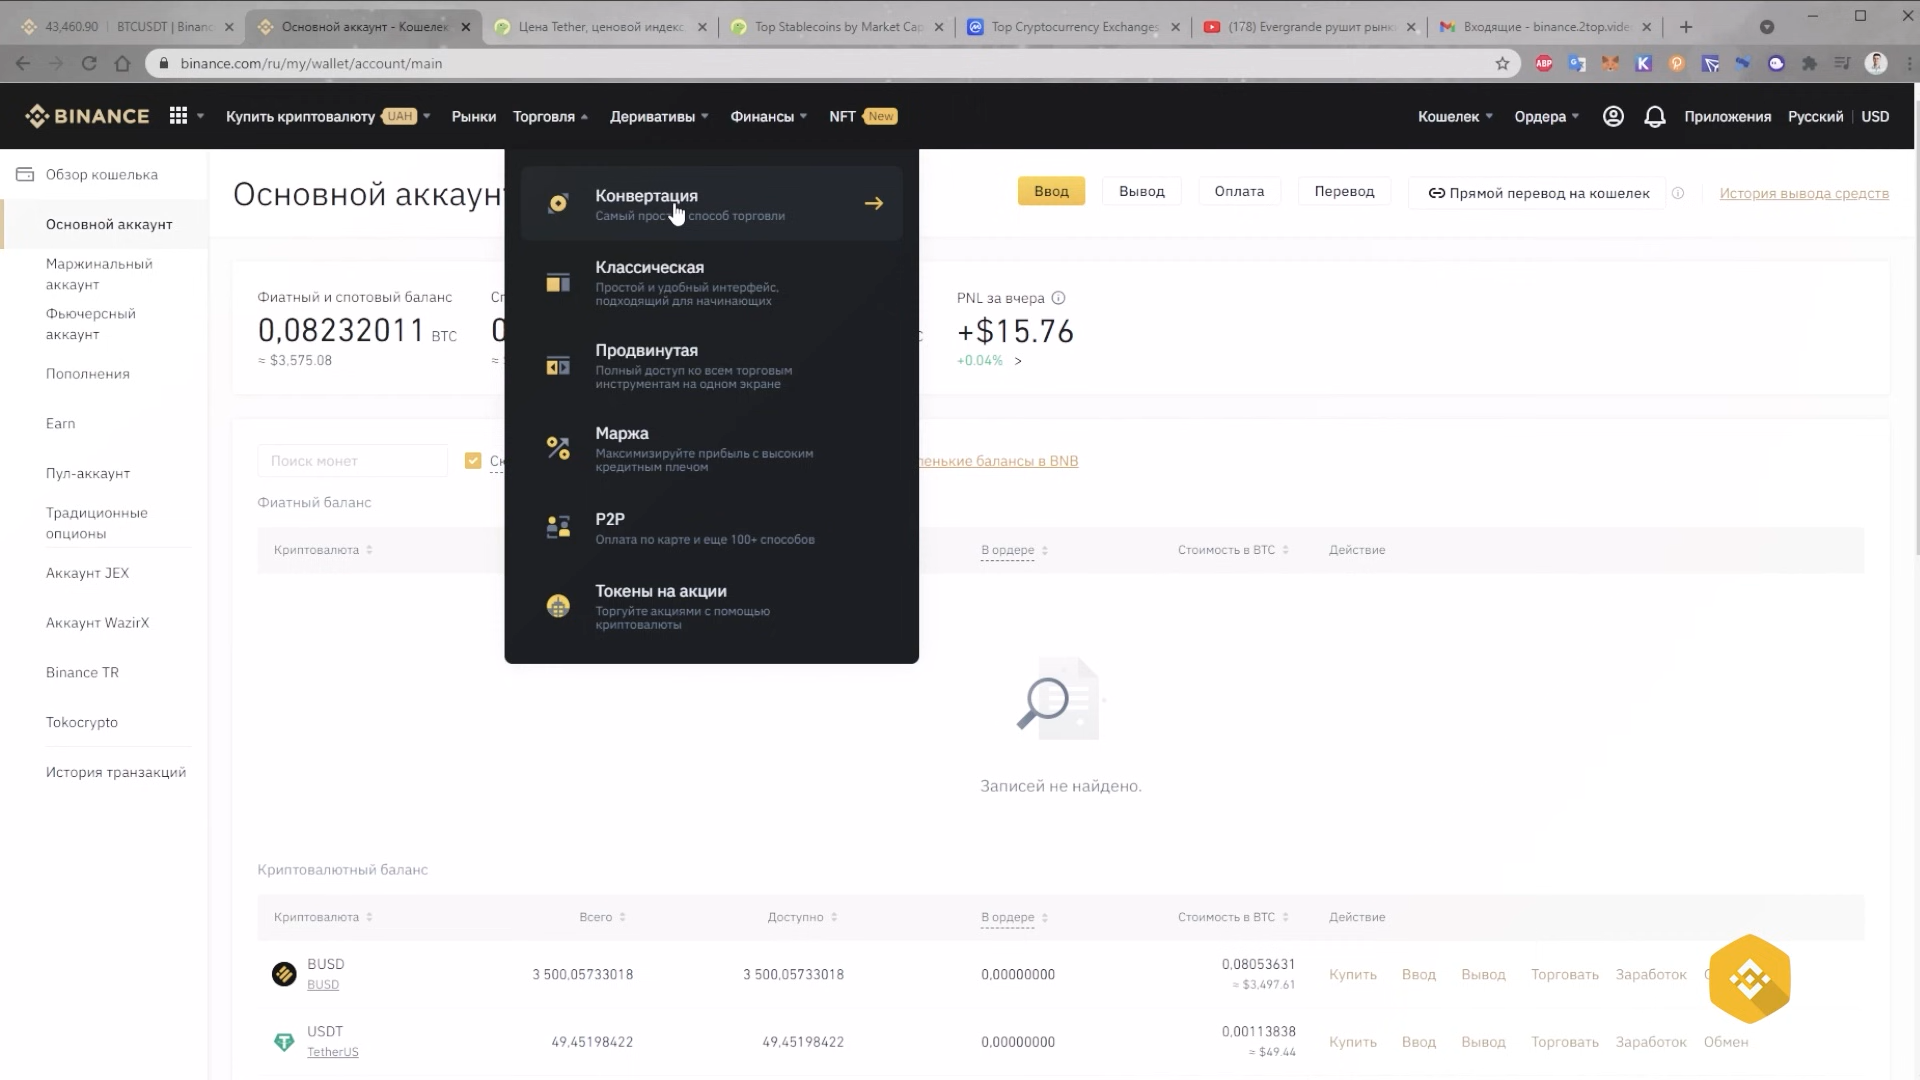 43,460.90 | BTCUSDT | Binanc
Основной аккаунт - Кошелек
Цена Tether, ценовой индекс
Top Stablecoins by Market Cap
Top Cryptocurrency Exchanges
(178) Evergrande рушит рынк
Входящие - binance.2top.vide
binance.com/ru/my/wallet/account/main
ABP
BINANCE
Купить криптовалюту UAH
Рынки
Торговля
Деривативы
Финансы
NFT New
Кошелек
Ордера
Приложения
Русский
USD
Обзор кошелька
Основной аккаунт
Маржинальный
аккаунт
Фьючерсный
аккаунт
Пополнения
Earn
Пул-аккаунт
Традиционные
опционы
Аккаунт JEX
Аккаунт WazirX
Binance TR
Tokocrypto
История транзакций
Основной аккаун
Ввод
Вывод
Оплата
Перевод
Прямой перевод на кошелек
История вывода средств
Конвертация
Самый прос способ торговли
Классическая
Простой и удобный интерфейс,
подходящий для начинающих
Продвинутая
Полный доступ ко всем торговым
инструментам на одном экране
Маржа
Максимизируйте прибыль с высоким
кредитным плечом
P2P
Оплата по карте и еще 100+ способов
Токены на акции
Торгуйте акциями с помощью
криптовалюты
Фиатный и спотовый баланс
0,08232011 BTC
≈ $3,575.08
PNL за вчера
+$15.76
+0.04% >
Поиск монет
енькие балансы в BNB
Фиатный баланс
Криптовалюта
В ордере
Стоимость в BTC
Действие
Записей не найдено.
Криптовалютный баланс
Криптовалюта
Всего
Доступно
В ордере
Стоимость в BTC
Действие
BUSD
BUSD
3 500,05733018
3 500,05733018
0,00000000
0,08053631
≈ $3,497.61
Купить
Ввод
Вывод
Торговать
Заработок
USDT
TetherUS
49,45198422
49,45198422
0,00000000
0,00113838
≈ $49.44
Купить
Ввод
Вывод
Торговать
Заработок
Обмен